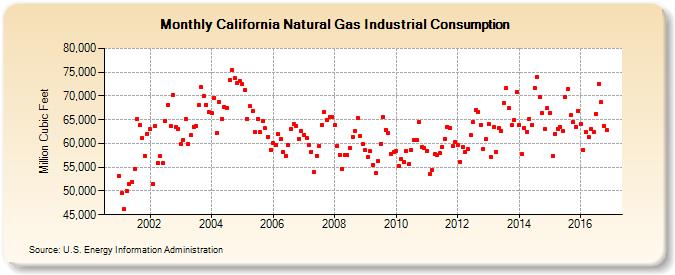 Monthly California Natural Gas Industrial Consumption
Million Cubic Feet
80,000
75,000
70,000
65,000
60,000
55,000
50,000
45,000
2002 2004 2006 2008 2010 2012 2014 2016
Source: U.S. Energy Information Administration